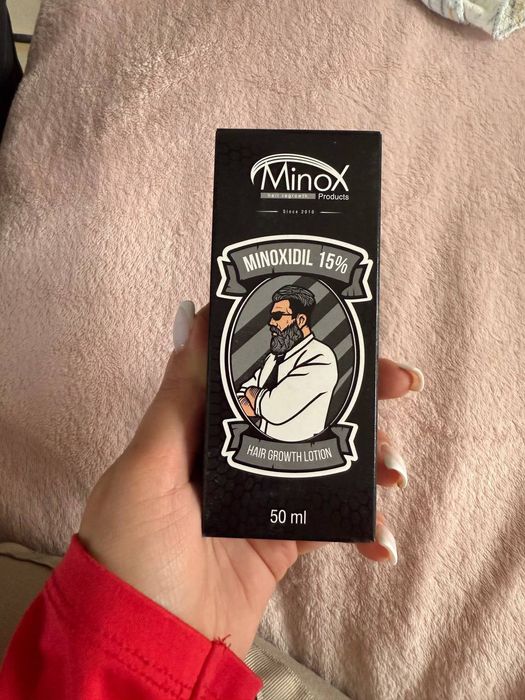 MinoX
hair regrowth Products
Since 2010
MINOXIDIL 15%
HAIR GROWTH LOTION
50 ml